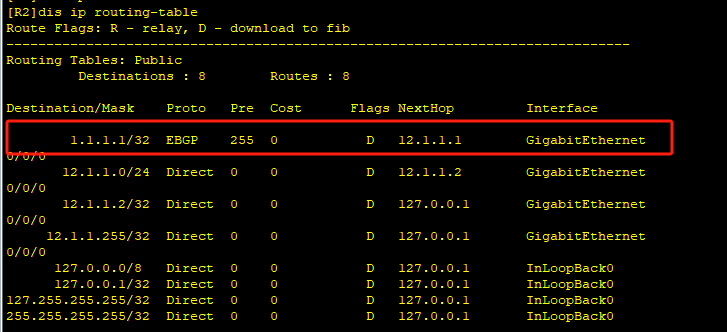 [R2]dis ip routing-table
Route Flags: R - relay, D - download to fib
------------------------------------------------------------------------------
Routing Tables: Public
         Destinations : 8        Routes : 8

Destination/Mask    Proto   Pre  Cost      Flags NextHop         Interface

        1.1.1.1/32  EBGP    255  0           D   12.1.1.1        GigabitEthernet
0/0/0
       12.1.1.0/24  Direct  0    0           D   12.1.1.2        GigabitEthernet
0/0/0
       12.1.1.2/32  Direct  0    0           D   127.0.0.1       GigabitEthernet
0/0/0
     12.1.1.255/32  Direct  0    0           D   127.0.0.1       GigabitEthernet
0/0/0
      127.0.0.0/8   Direct  0    0           D   127.0.0.1       InLoopBack0
      127.0.0.1/32  Direct  0    0           D   127.0.0.1       InLoopBack0
127.255.255.255/32  Direct  0    0           D   127.0.0.1       InLoopBack0
255.255.255.255/32  Direct  0    0           D   127.0.0.1       InLoopBack0